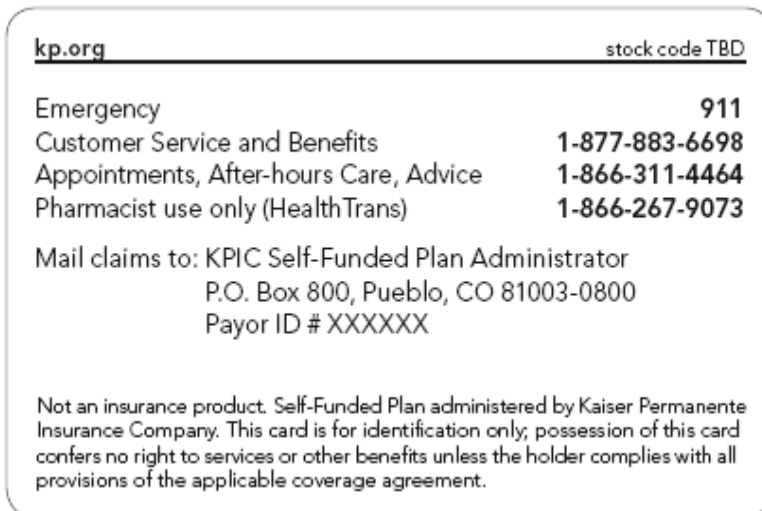 kp.org stock code TBD
Emergency 911
Customer Service and Benefits 1-877-883-6698
Appointments, After-hours Care, Advice 1-866-311-4464
Pharmacist use only (HealthTrans) 1-866-267-9073
Mail claims to: KPIC Self-Funded Plan Administrator
P.O. Box 800, Pueblo, CO 81003-0800
Payor ID # XXXXXX
Not an insurance product. Self-Funded Plan administered by Kaiser Permanente
Insurance Company. This card is for identification only; possession of this card
confers no right to services or other benefits unless the holder complies with all
provisions of the applicable coverage agreement.